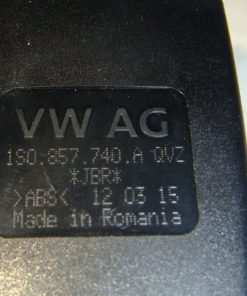 VW AG
1S0.857.740.A QVZ
*JBR*
>ABS< 12 03 15
Made in Romania